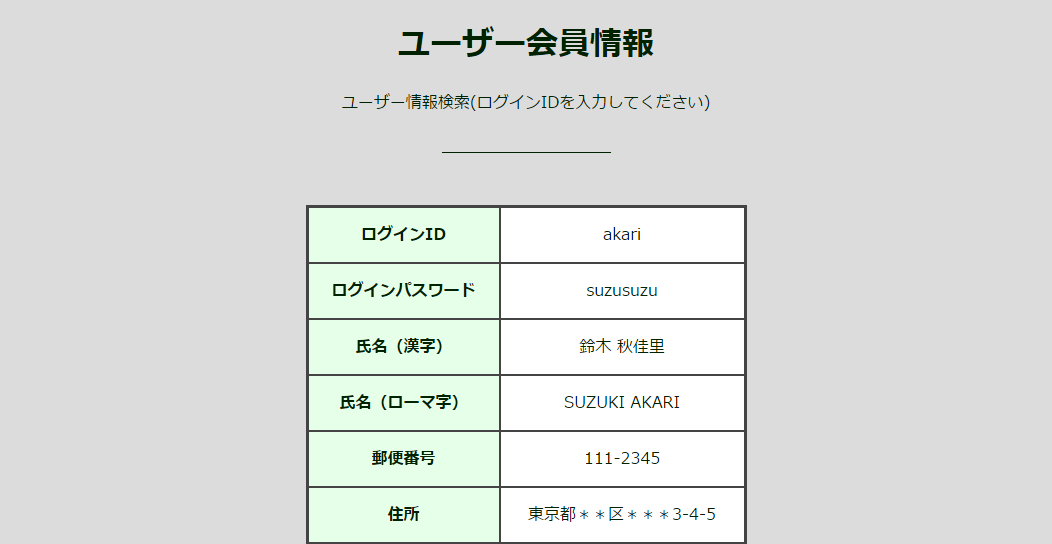 ユーザー会員情報
ユーザー情報検索(ログインIDを入力してください)
ログインID akari
ログインパスワード suzusuzu
氏名（漢字） 鈴木 秋佳里
氏名（ローマ字） SUZUKI AKARI
郵便番号 111-2345
住所 東京都＊＊区＊＊＊3-4-5